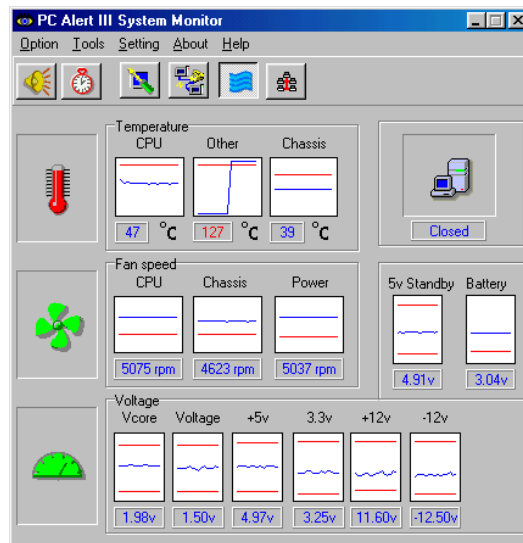 PC Alert III System Monitor
Option Tools Setting About Help
Temperature
CPU Other Chassis
47 °C 127 °C 39 °C
Closed
Fan speed
CPU Chassis Power
5075 rpm 4623 rpm 5037 rpm
5v Standby Battery
4.91v 3.04v
Voltage
Vcore Voltage +5v 3.3v +12v -12v
1.98v 1.50v 4.97v 3.25v 11.60v -12.50v